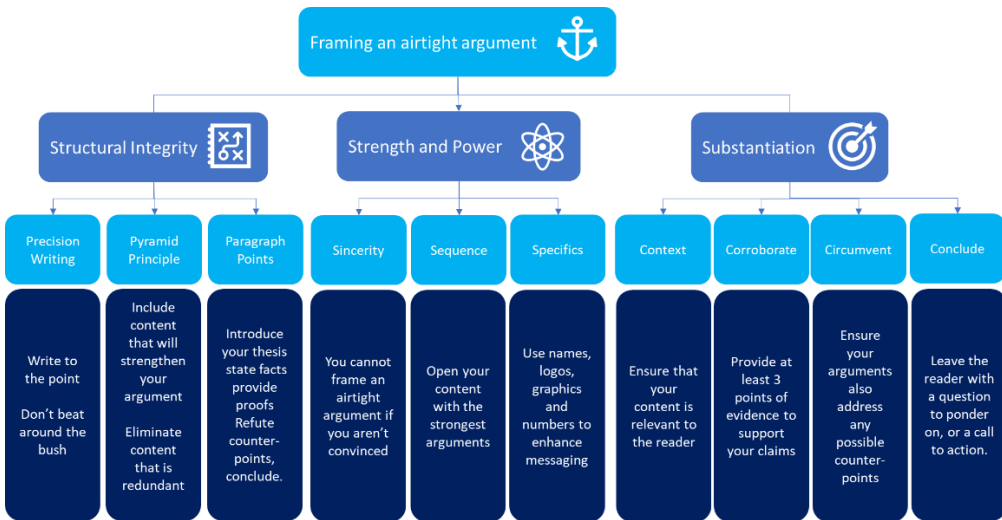 Framing an airtight argument
Structural Integrity
Strength and Power
Substantiation
Precision
Writing
Pyramid
Principle
Paragraph
Points
Sincerity
Sequence
Specifics
Context
Corroborate
Circumvent
Conclude
Write to
the point
Don't beat
around the
bush
Include
content
that will
strengthen
your
argument
Eliminate
content
that is
redundant
Introduce
your thesis
state facts
provide
proofs
Refute
counter-
points,
conclude.
You cannot
frame an
airtight
argument if
you aren't
convinced
Open your
content
with the
strongest
arguments
Use names,
logos,
graphics
and
numbers to
enhance
messaging
Ensure that
your
content is
relevant to
the reader
Provide at
least 3
points of
evidence to
support
your claims
Ensure
your
arguments
also
address
any
possible
counter-
points
Leave the
reader with
a question
to ponder
on, or a call
to action.